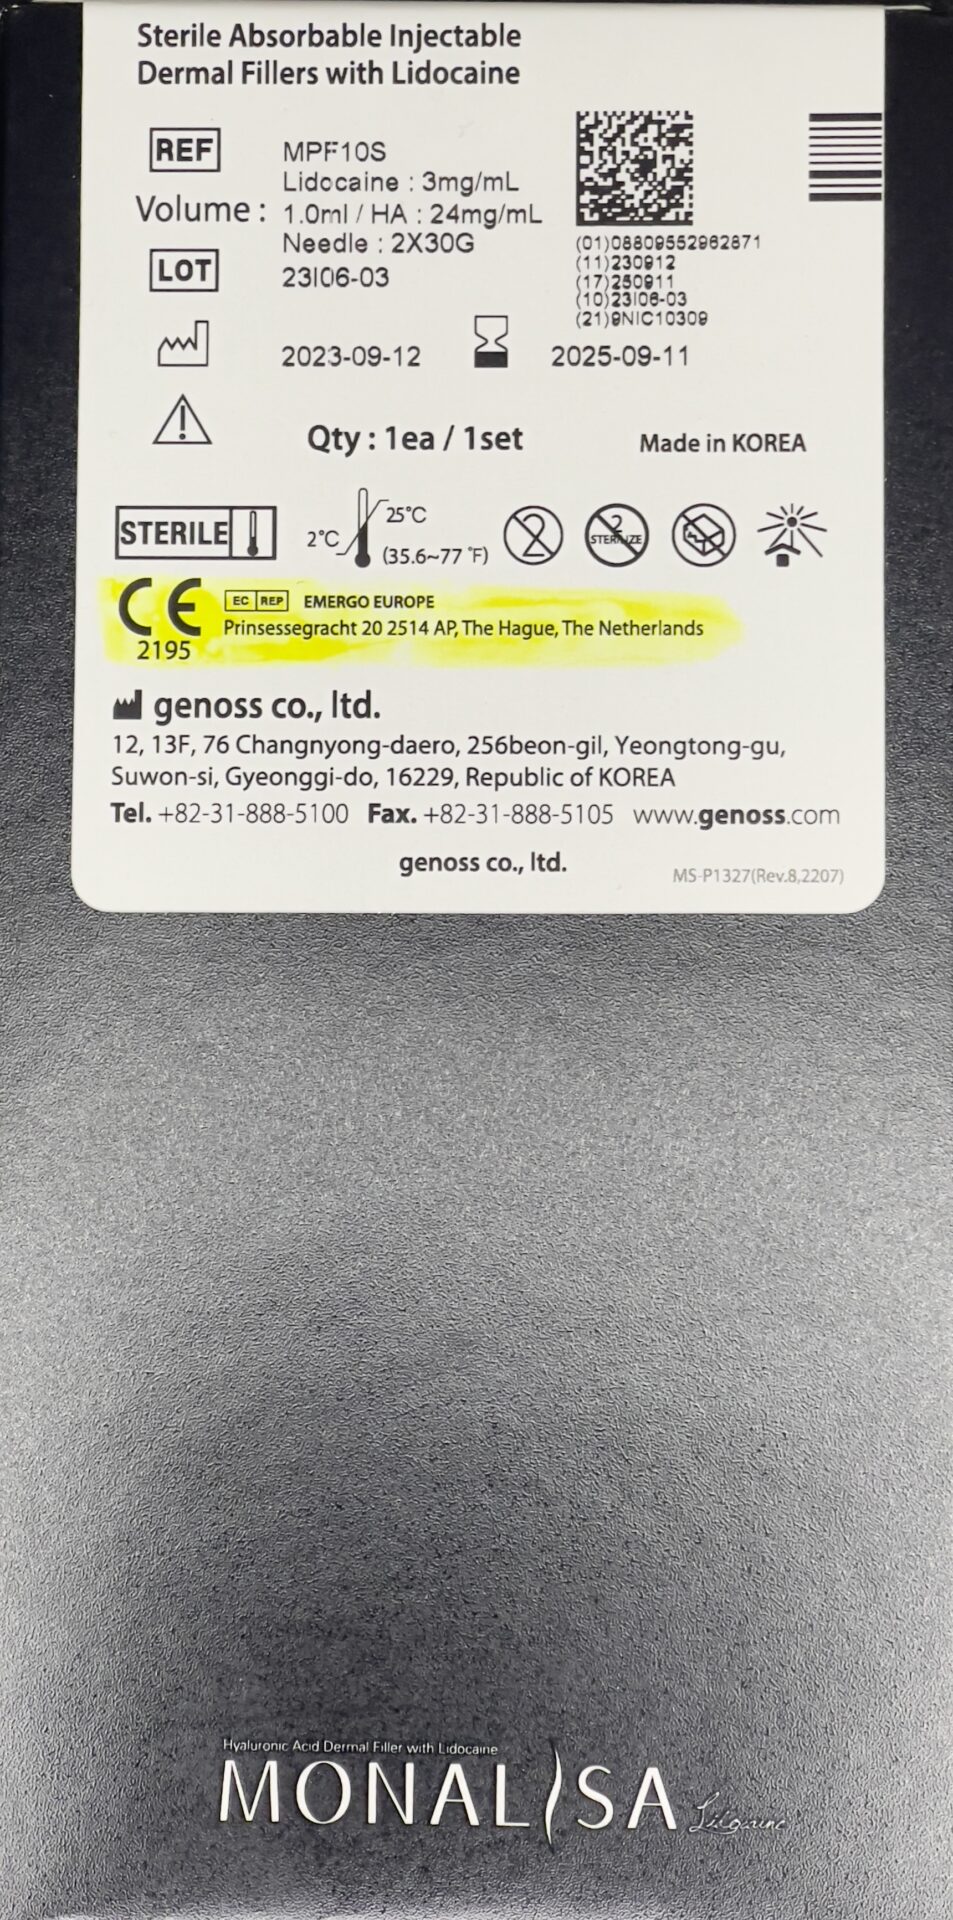 Sterile Absorbable Injectable
Dermal Fillers with Lidocaine
REF MPF10S
Lidocaine : 3mg/mL
Volume : 1.0ml / HA : 24mg/mL
Needle : 2X30G
LOT 23I06-03
(01)08809552962871
(11)230912
(17)250911
(10)23I06-03
(21)9NIC10309
2023-09-12 2025-09-11
Qty : 1ea / 1set Made in KOREA
STERILE 2°C 25°C
(35.6~77 °F)
2
2
STERILIZE
CE EC REP EMERGO EUROPE
Prinsessegracht 20 2514 AP, The Hague, The Netherlands
2195
genoss co., ltd.
12, 13F, 76 Changnyong-daero, 256beon-gil, Yeongtong-gu,
Suwon-si, Gyeonggi-do, 16229, Republic of KOREA
Tel. +82-31-888-5100 Fax. +82-31-888-5105 www.genoss.com
genoss co., ltd.
MS-P1327(Rev.8,2207)
Hyaluronic Acid Dermal Filler with Lidocaine
MONALISA Lidocaine